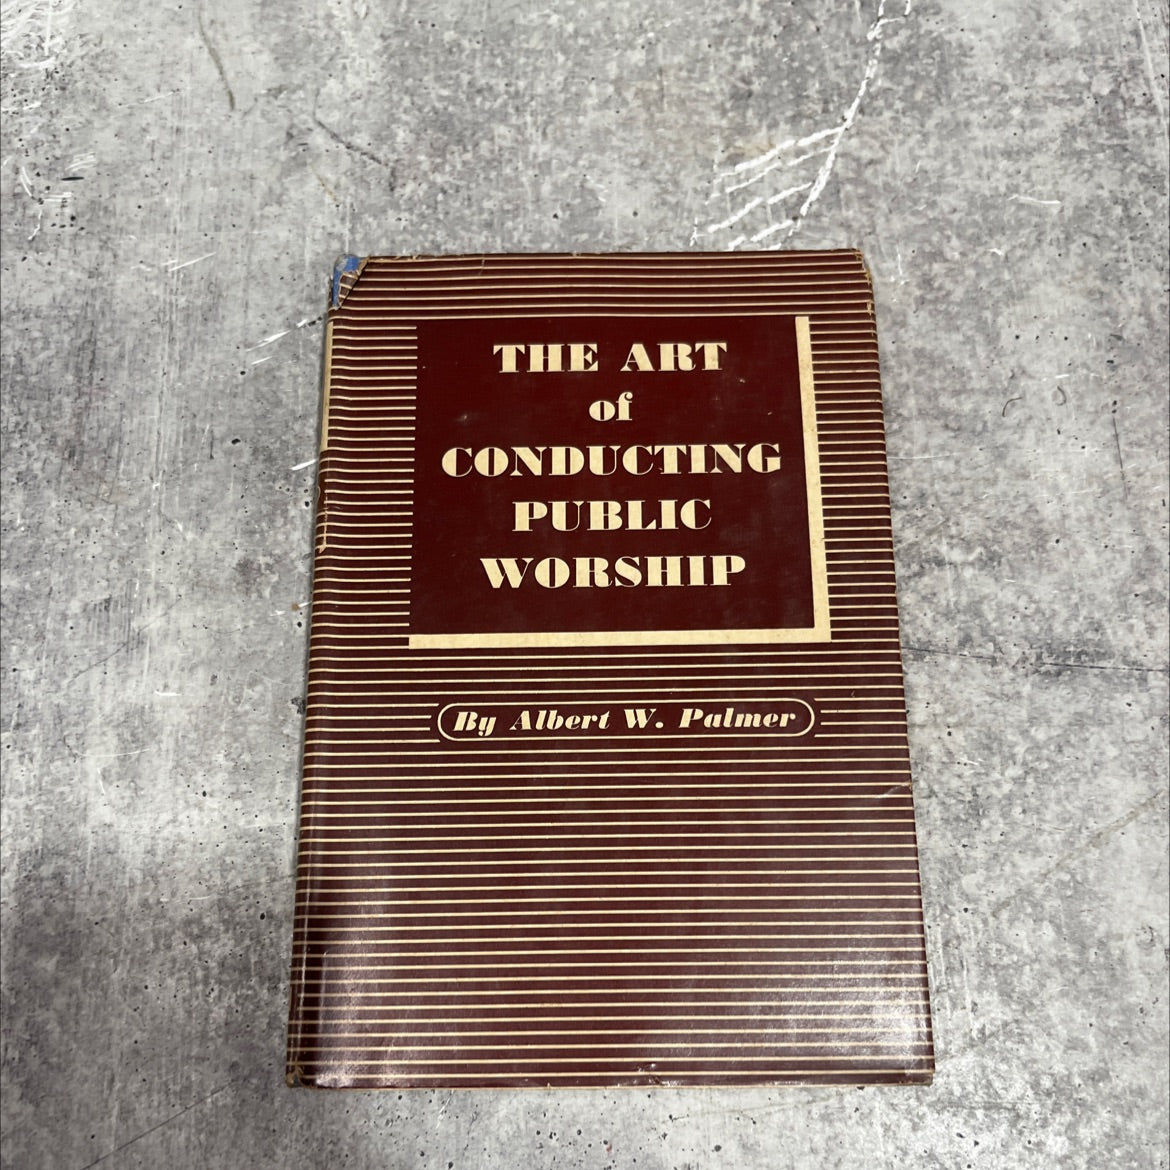 THE ART
of
CONDUCTING
PUBLIC
WORSHIP
By Albert W. Palmer